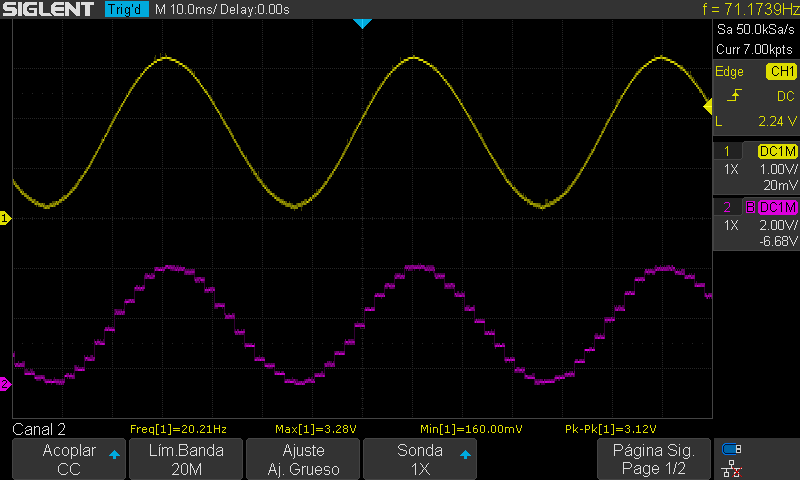 SIGLENT Trig'd M 10.0ms/ Delay:0.00s f = 71.1739Hz
Sa 50.0kSa/s
Curr 7.00kpts
Edge CH1
DC
L 2.24 V
1 DC1M
1X 1.00V/
20mV
2 B DC1M
1X 2.00V/
-6.68V
1
2
Canal 2 Freq[1]=20.21Hz Max[1]=3.28V Min[1]=160.00mV Pk-Pk[1]=3.12V
Acoplar Lím.Banda Ajuste Sonda Página Sig.
CC 20M Aj. Grueso 1X Page 1/2